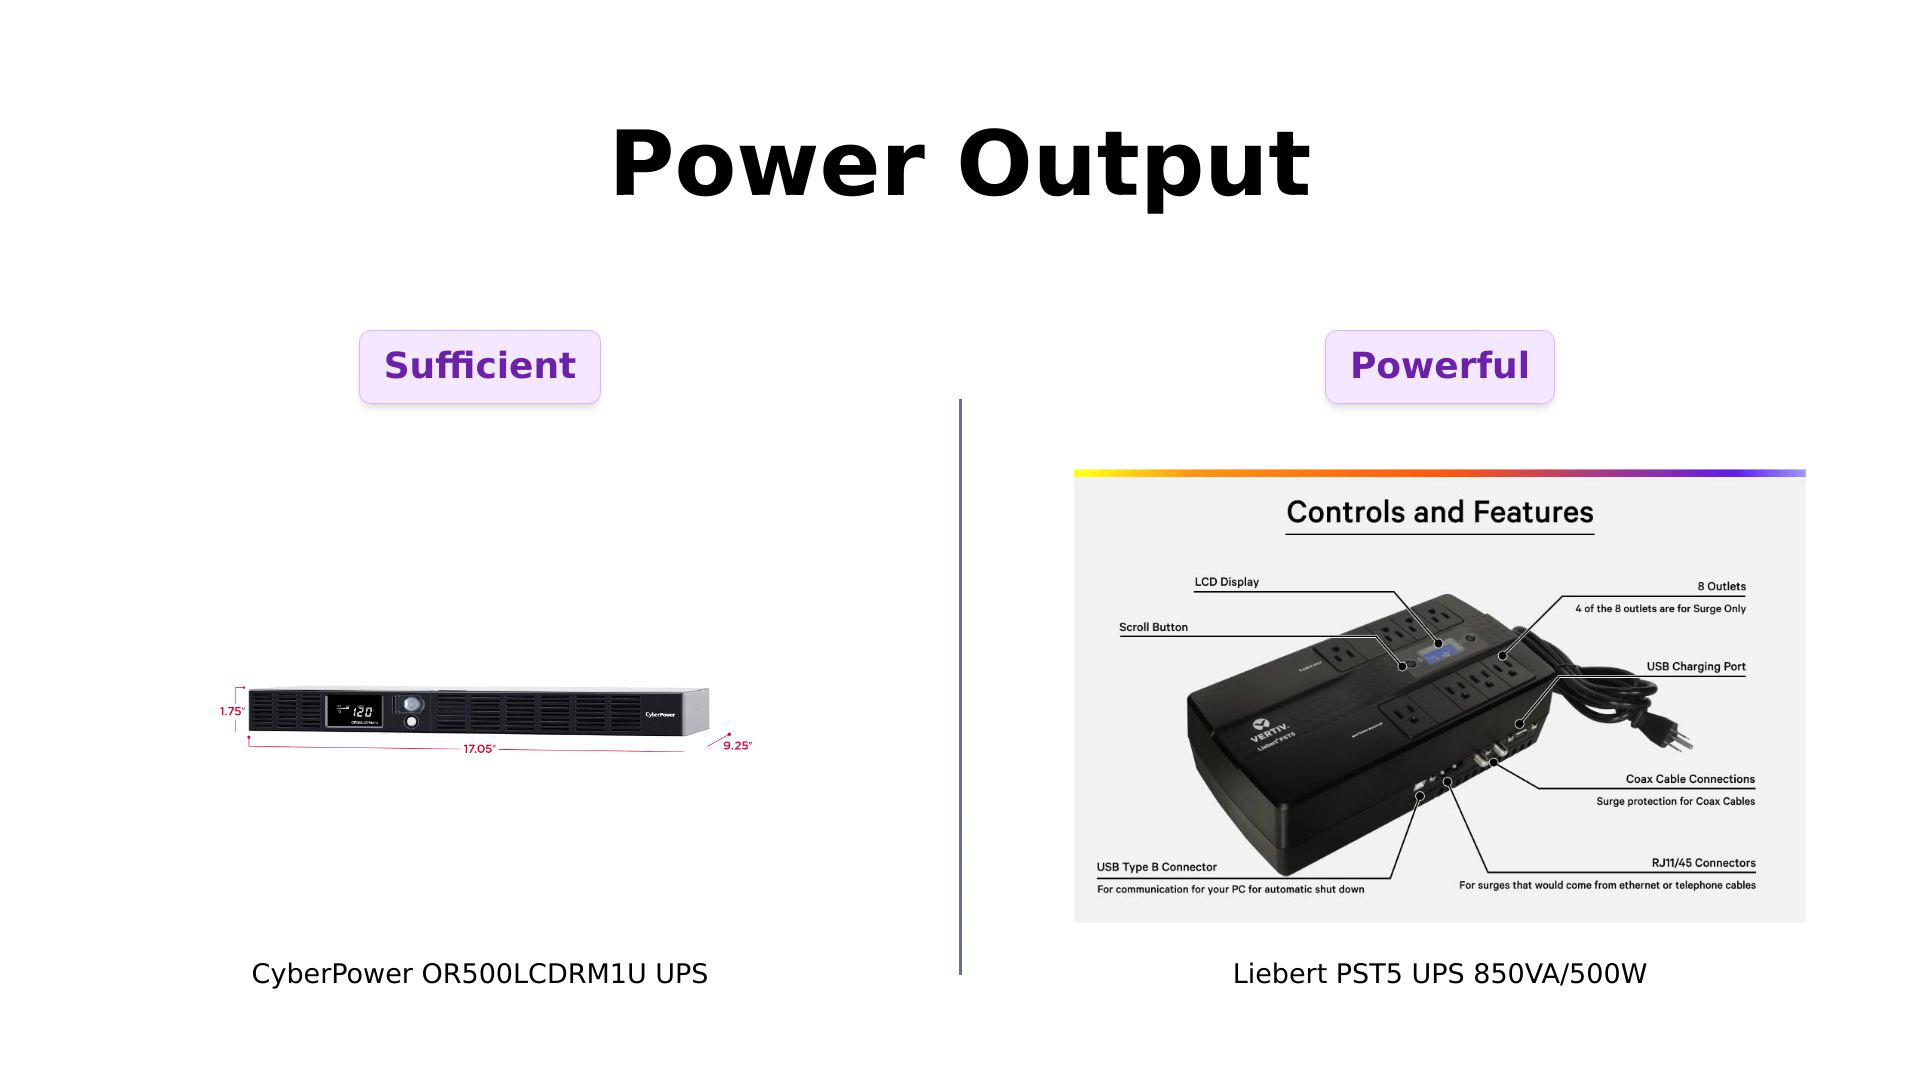 Power Output
Sufficient
Powerful
1.75"
120
17.05"
9.25"
CyberPower
Controls and Features
LCD Display
Scroll Button
8 Outlets
4 of the 8 outlets are for Surge Only
USB Charging Port
VERTIV.
Liebert PST5
Coax Cable Connections
Surge protection for Coax Cables
USB Type B Connector
For communication for your PC for automatic shut down
RJ11/45 Connectors
For surges that would come from ethernet or telephone cables
CyberPower OR500LCDRM1U UPS
Liebert PST5 UPS 850VA/500W